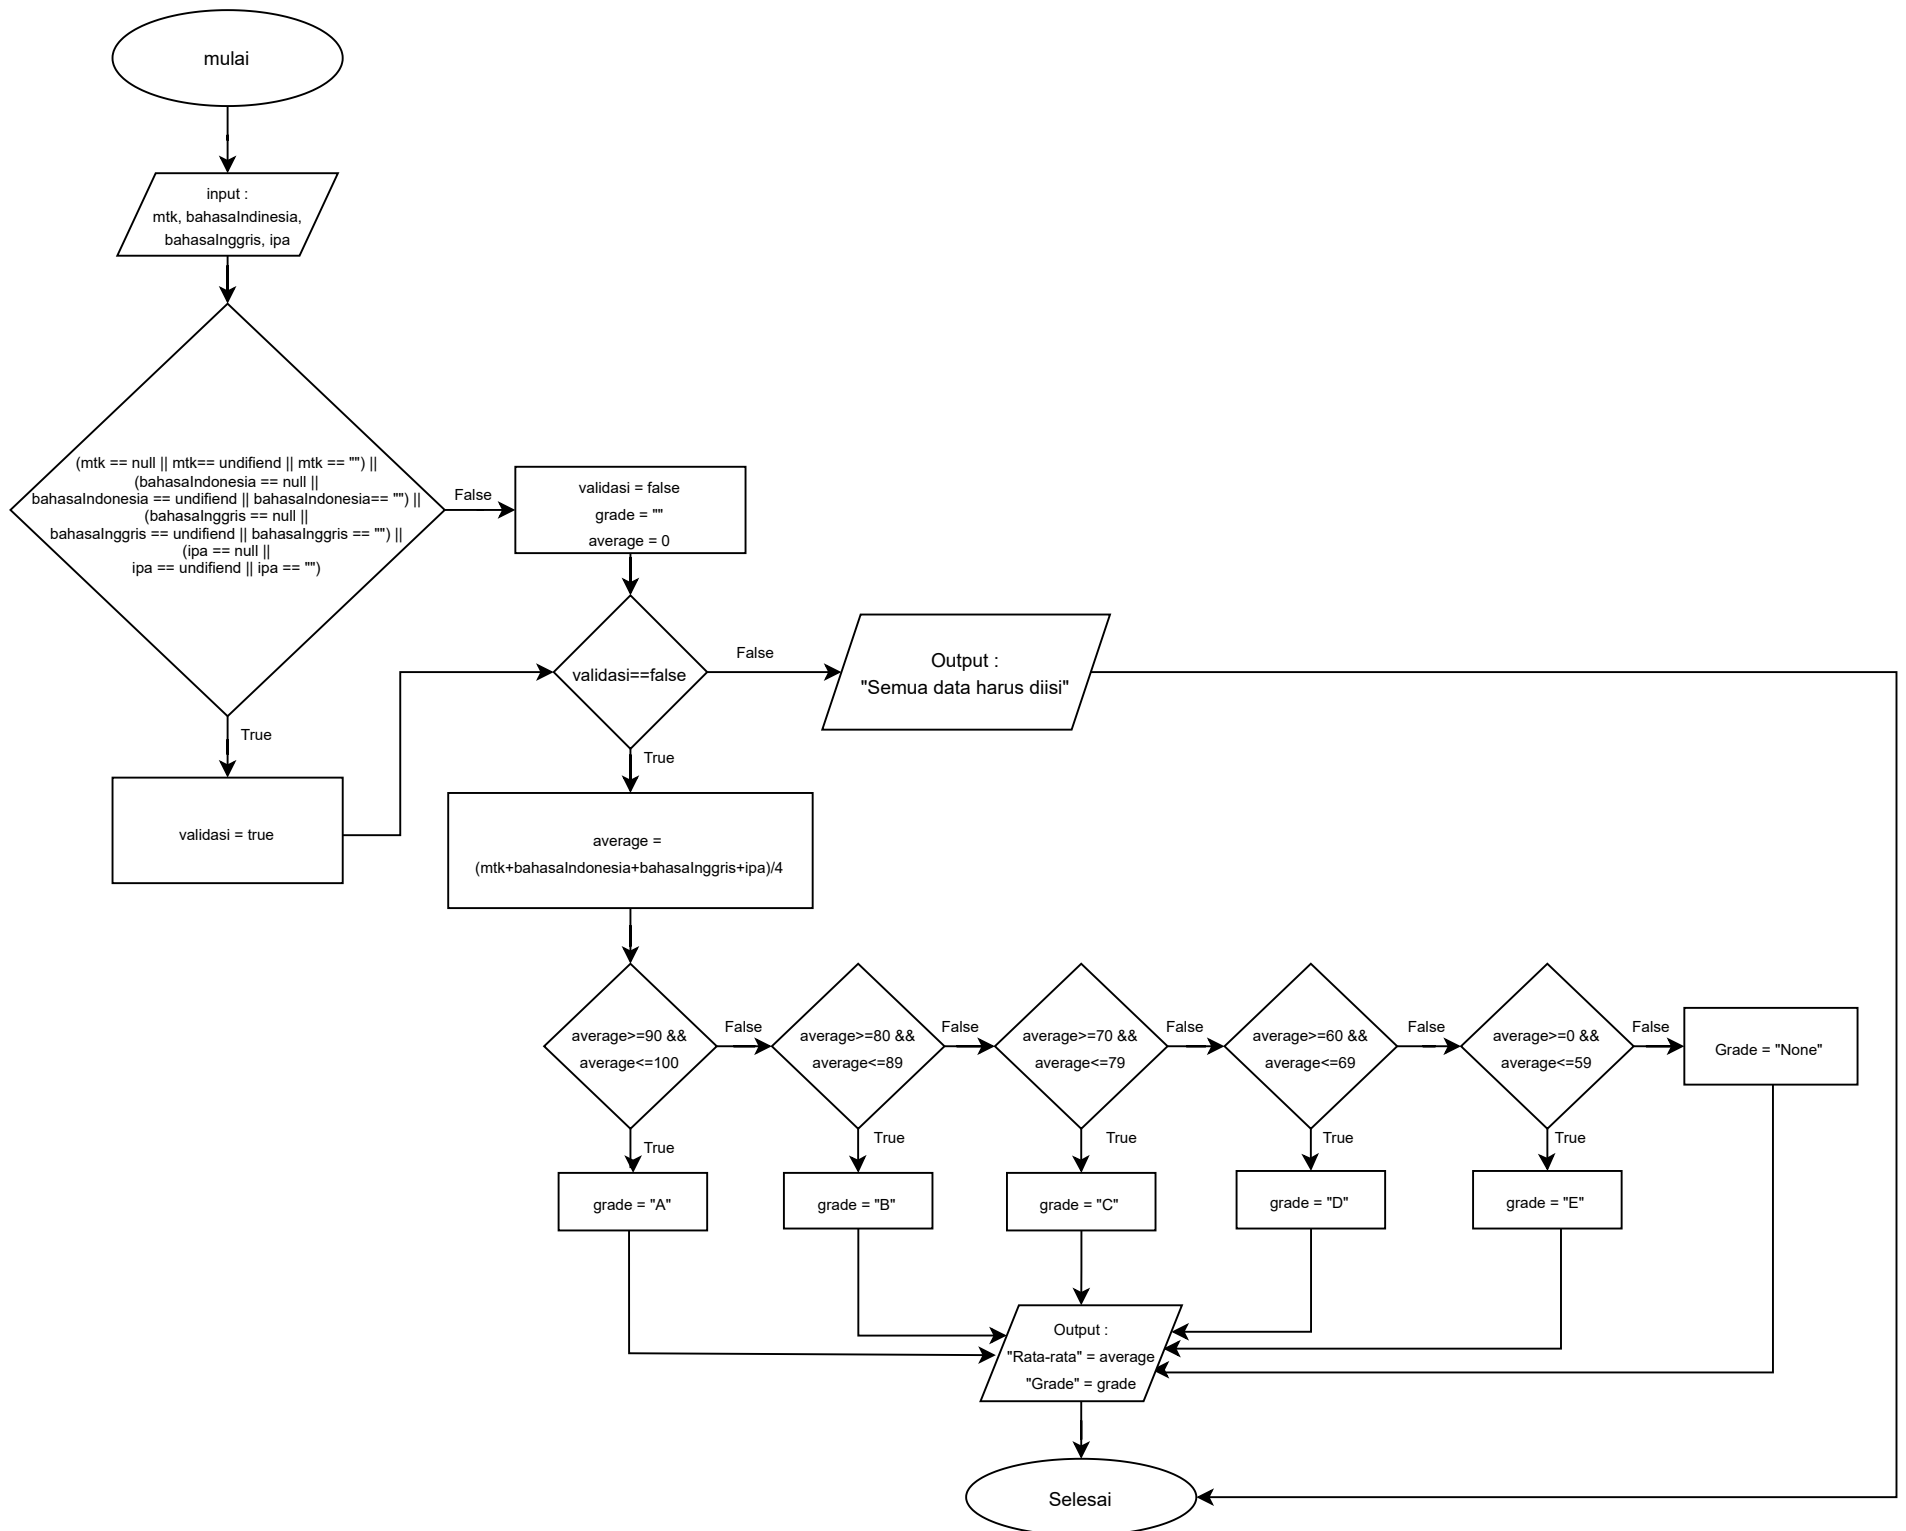 mulai
input :
mtk, bahasaIndinesia,
bahasaInggris, ipa
(mtk == null || mtk== undifiend || mtk == "") ||
(bahasaIndonesia == null ||
bahasaIndonesia == undifiend || bahasaIndonesia== "") ||
(bahasaInggris == null ||
bahasaInggris == undifiend || bahasaInggris == "") ||
(ipa == null ||
ipa == undifiend || ipa == "")
False
validasi = false
grade = ""
average = 0
True
validasi = true
validasi==false
False
Output :
"Semua data harus diisi"
True
average =
(mtk+bahasaIndonesia+bahasaInggris+ipa)/4
average>=90 &&
average<=100
False
average>=80 &&
average<=89
False
average>=70 &&
average<=79
False
average>=60 &&
average<=69
False
average>=0 &&
average<=59
False
Grade = "None"
True
True
True
True
True
grade = "A"
grade = "B"
grade = "C"
grade = "D"
grade = "E"
Output :
"Rata-rata" = average
"Grade" = grade
Selesai